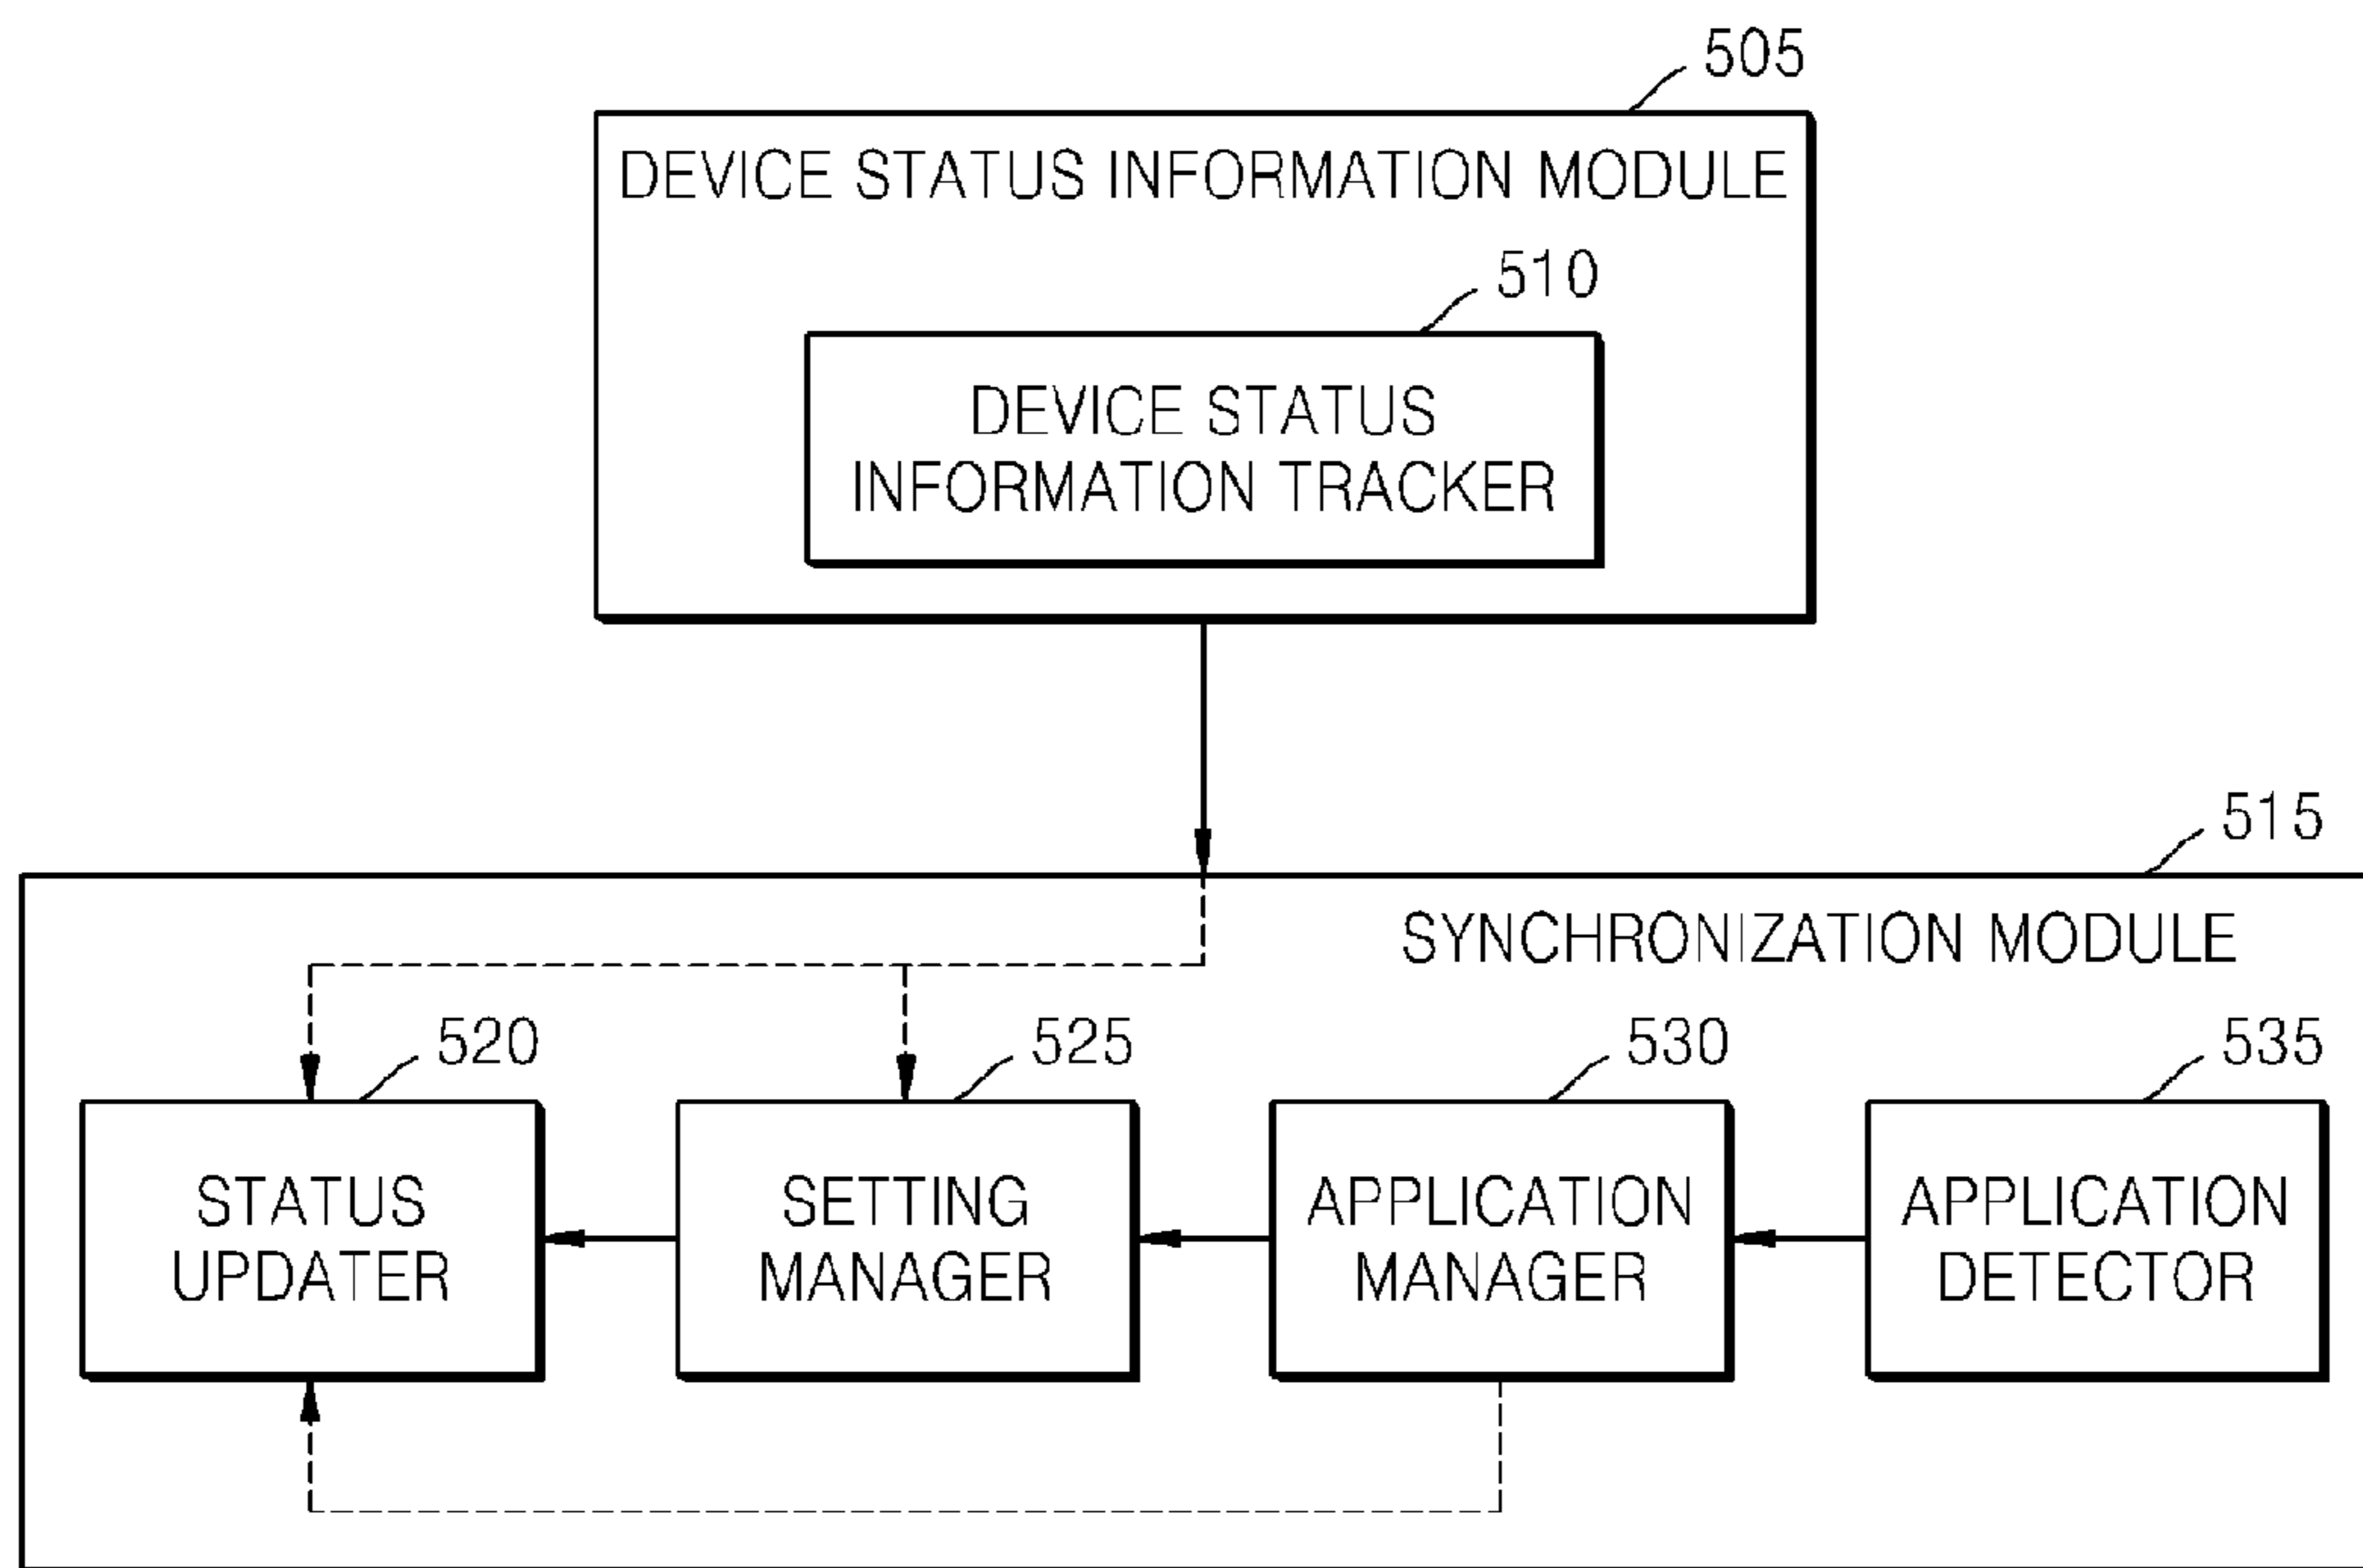 505
DEVICE STATUS INFORMATION MODULE
510
DEVICE STATUS
INFORMATION TRACKER
515
SYNCHRONIZATION MODULE
520
525
530
535
STATUS
UPDATER
SETTING
MANAGER
APPLICATION
MANAGER
APPLICATION
DETECTOR